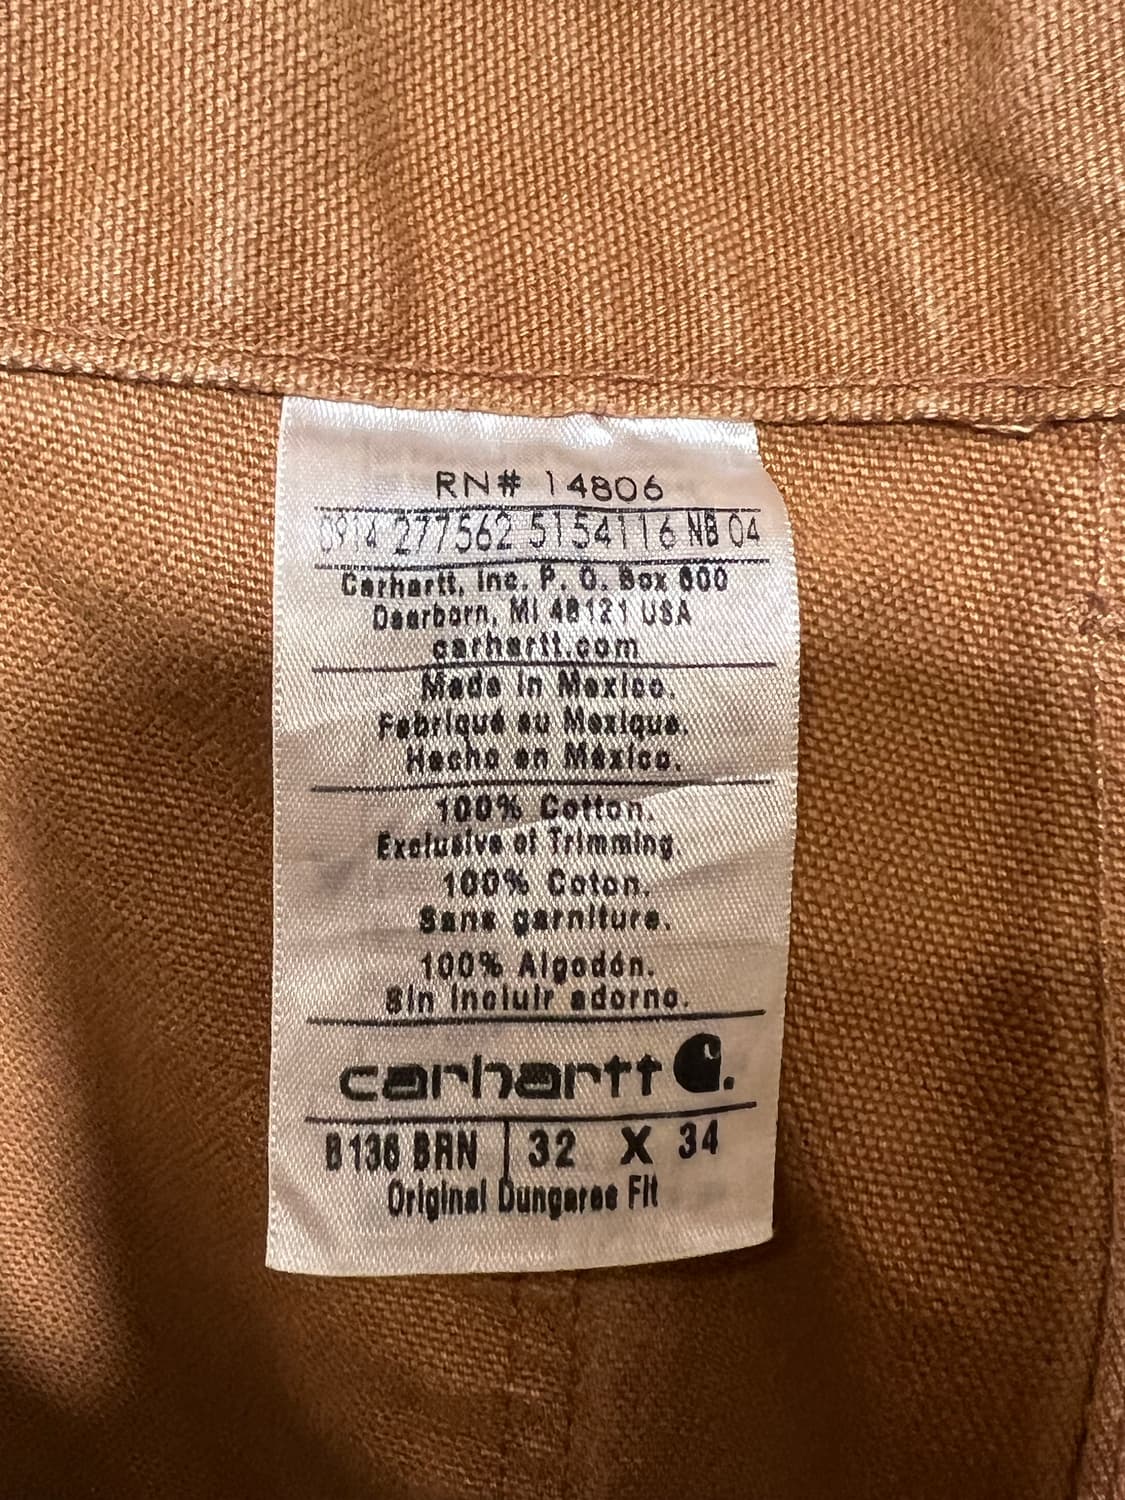 RN# 14806
0914 277562 5154116 NB 04
Carhartt, Inc. P. O. Box 600
Dearborn, MI 48121 USA
carhartt.com
Made in Mexico.
Fabriqué au Mexique.
Hecho en México.
100% Cotton.
Exclusive of Trimming.
100% Coton.
Sans garniture.
100% Algodón.
Sin incluir adorno.
carhartt
B136 BRN | 32 X 34
Original Dungaree Fit